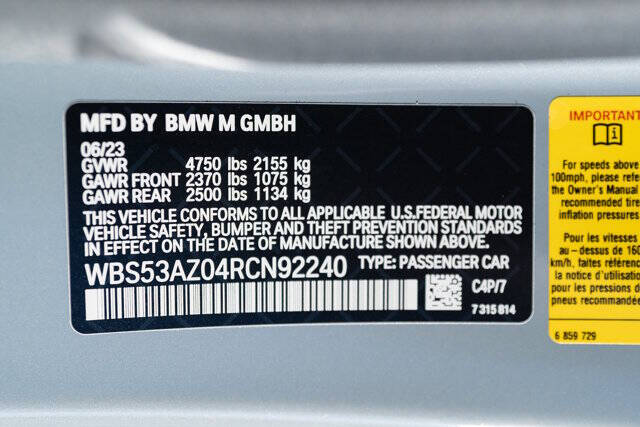 MFD BY BMW M GMBH
06/23
GVWR 4750 lbs 2155 kg
GAWR FRONT 2370 lbs 1075 kg
GAWR REAR 2500 lbs 1134 kg
THIS VEHICLE CONFORMS TO ALL APPLICABLE U.S.FEDERAL MOTOR
VEHICLE SAFETY, BUMPER AND THEFT PREVENTION STANDARDS
IN EFFECT ON THE DATE OF MANUFACTURE SHOWN ABOVE.
WBS53AZ04RCN92240 TYPE: PASSENGER CAR
C4P/7
7 315 814
IMPORTANT
For speeds above
100mph, please refe
the Owner's Manual
recommended tire
inflation pressures
Pour les vitesses
au – dessus de 160
km/h, faites référence
la notice d'utilisation
pour les pressions de
pneus recommandée
6 859 729